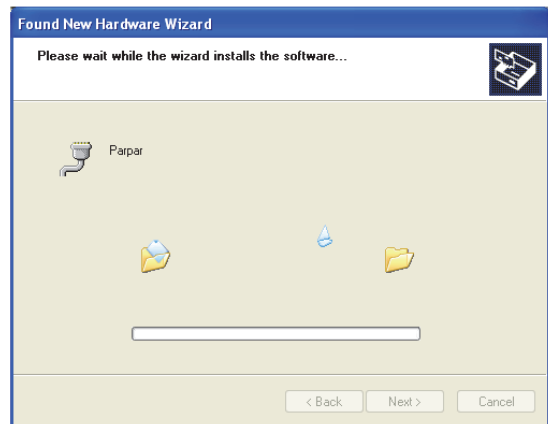 Found New Hardware Wizard
Please wait while the wizard installs the software...
Parpar
< Back
Next >
Cancel